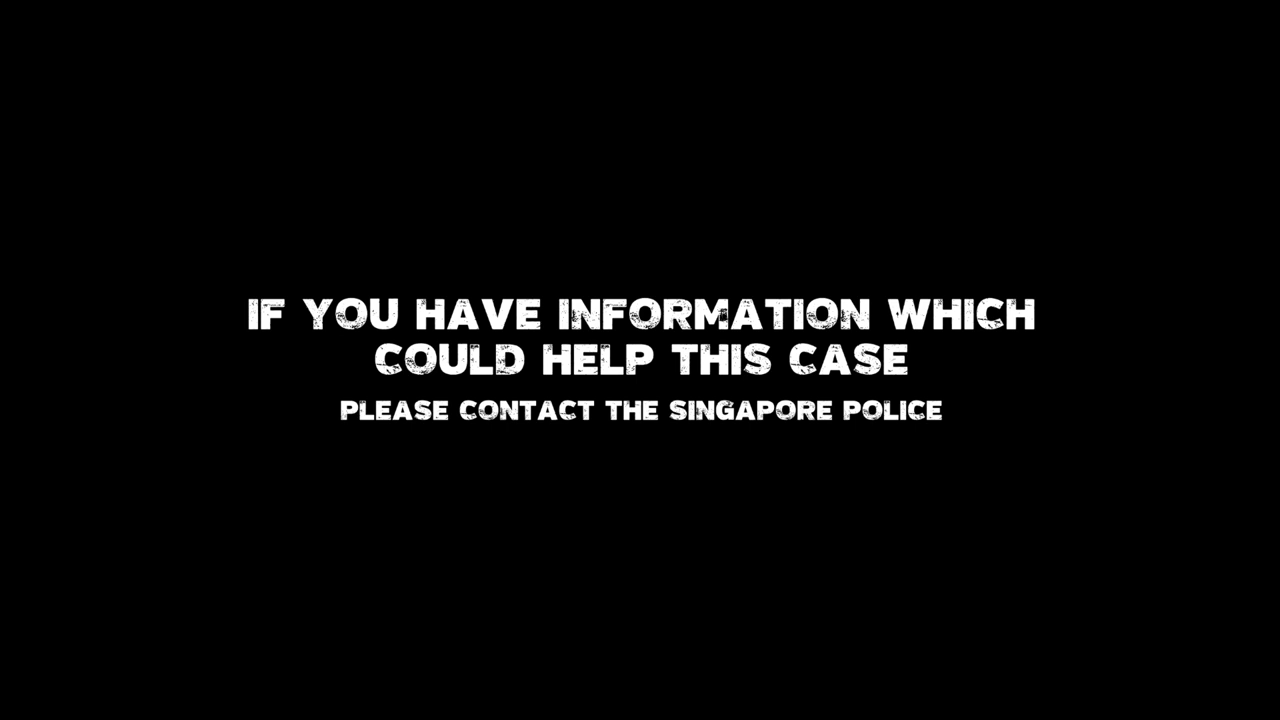 IF YOU HAVE INFORMATION WHICH
COULD HELP THIS CASE
PLEASE CONTACT THE SINGAPORE POLICE